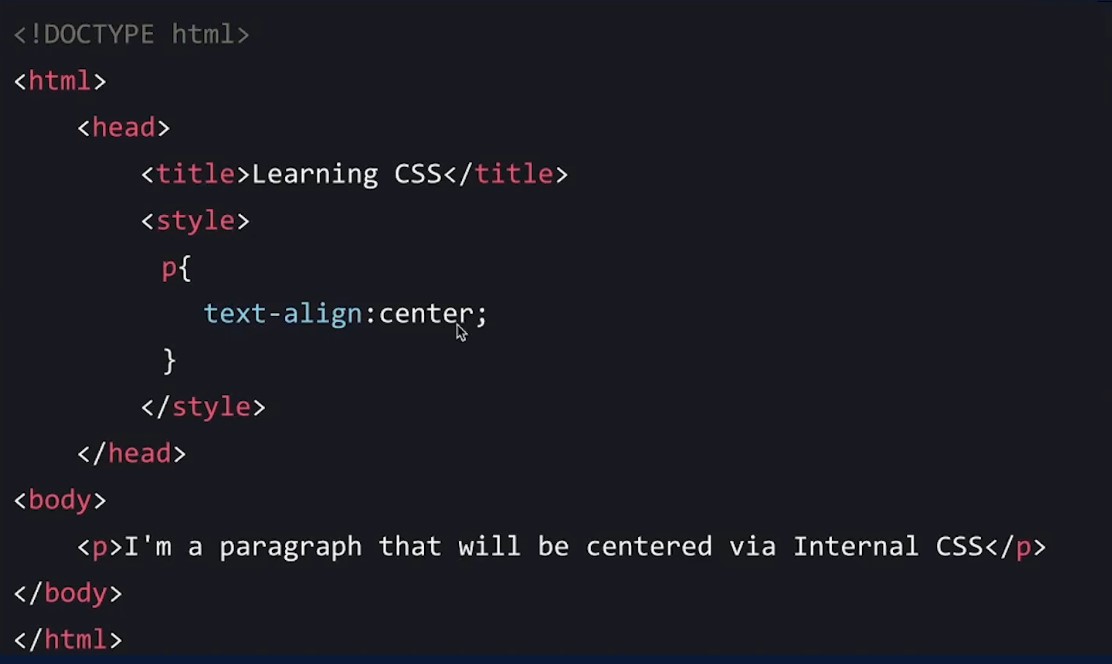 <!DOCTYPE html>
<html>
<head>
<title>Learning CSS</title>
<style>
p{
text-align:center;
}
</style>
</head>
<body>
<p>I'm a paragraph that will be centered via Internal CSS</p>
</body>
</html>